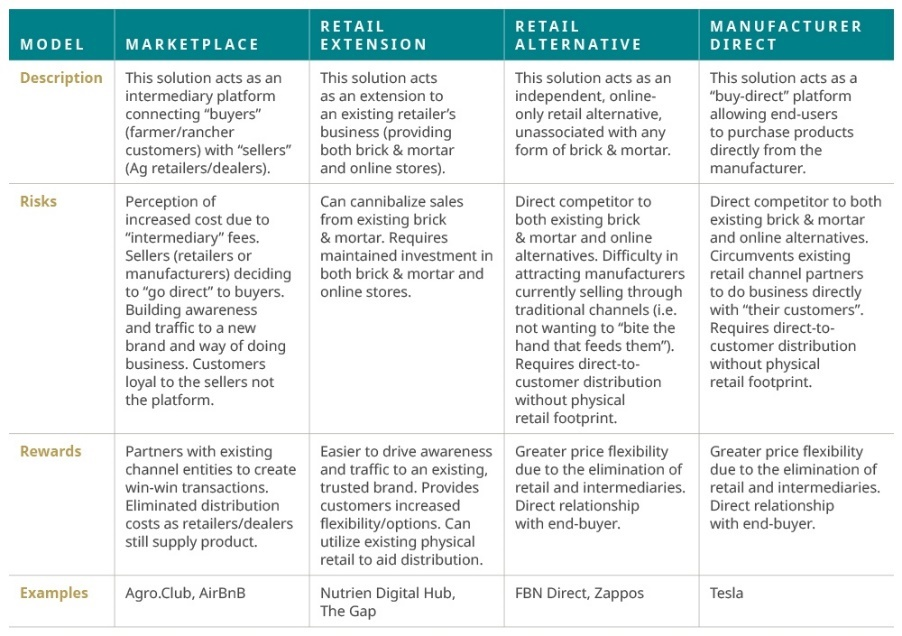 MODEL
MARKETPLACE
RETAIL
EXTENSION
RETAIL
ALTERNATIVE
MANUFACTURER
DIRECT
Description
This solution acts as an
intermediary platform
connecting “buyers”
(farmer/rancher
customers) with “sellers”
(Ag retailers/dealers).
This solution acts
as an extension to
an existing retailer’s
business (providing
both brick & mortar
and online stores).
This solution acts as an
independent, online-
only retail alternative,
unassociated with any
form of brick & mortar.
This solution acts as a
“buy-direct” platform
allowing end-users
to purchase products
directly from the
manufacturer.
Risks
Perception of
increased cost due to
“intermediary” fees.
Sellers (retailers or
manufacturers) deciding
to “go direct” to buyers.
Building awareness
and traffic to a new
brand and way of doing
business. Customers
loyal to the sellers not
the platform.
Can cannibalize sales
from existing brick
& mortar. Requires
maintained investment in
both brick & mortar and
online stores.
Direct competitor to
both existing brick
& mortar and online
alternatives. Difficulty in
attracting manufacturers
currently selling through
traditional channels (i.e.
not wanting to “bite the
hand that feeds them”).
Requires direct-to-
customer distribution
without physical
retail footprint.
Direct competitor to both
existing brick & mortar
and online alternatives.
Circumvents existing
retail channel partners
to do business directly
with “their customers”.
Requires direct-to-
customer distribution
without physical
retail footprint.
Rewards
Partners with existing
channel entities to create
win-win transactions.
Eliminated distribution
costs as retailers/dealers
still supply product.
Easier to drive awareness
and traffic to an existing,
trusted brand. Provides
customers increased
flexibility/options. Can
utilize existing physical
retail to aid distribution.
Greater price flexibility
due to the elimination of
retail and intermediaries.
Direct relationship
with end-buyer.
Greater price flexibility
due to the elimination of
retail and intermediaries.
Direct relationship
with end-buyer.
Examples
Agro.Club, AirBnB
Nutrien Digital Hub,
The Gap
FBN Direct, Zappos
Tesla